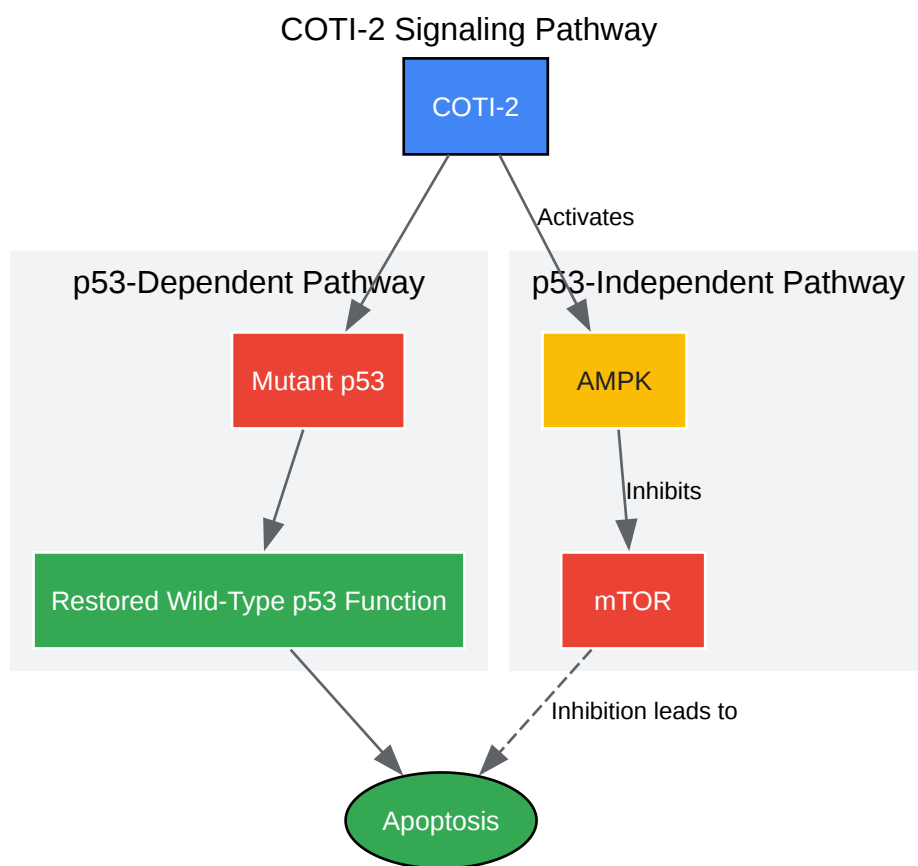 COTI-2 Signaling Pathway
COTI-2
Activates
p53-Dependent Pathway
p53-Independent Pathway
Mutant p53
AMPK
Inhibits
Restored Wild-Type p53 Function
mTOR
Inhibition leads to
Apoptosis